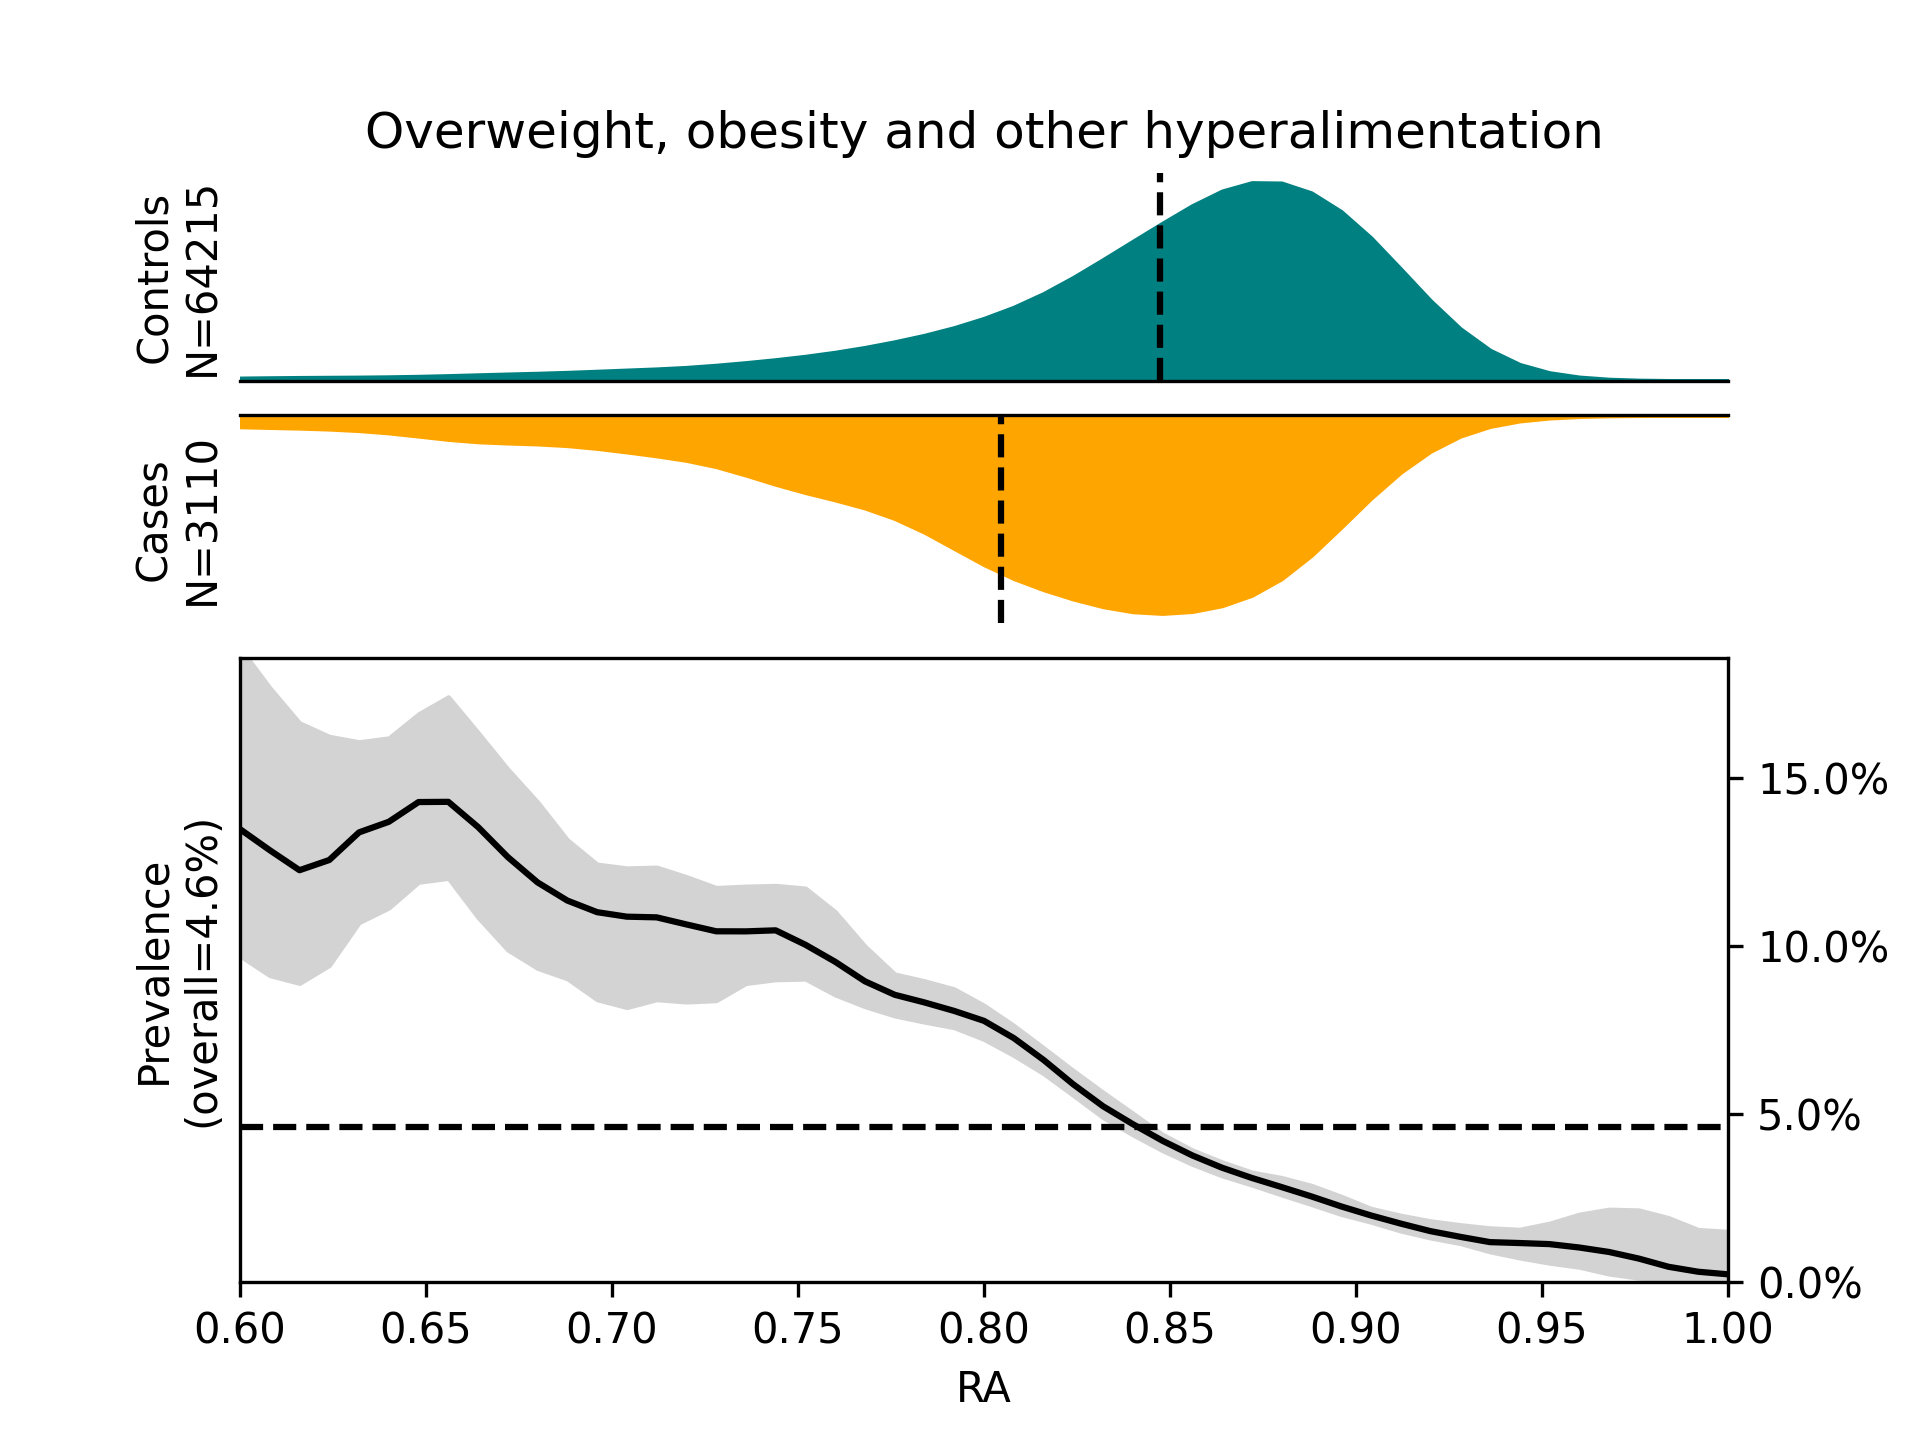 Overweight, obesity and other hyperalimentation
Controls
N=64215
Cases
N=3110
Prevalence
(overall=4.6%)
15.0%
10.0%
5.0%
0.0%
0.60
0.65
0.70
0.75
0.80
0.85
0.90
0.95
1.00
RA